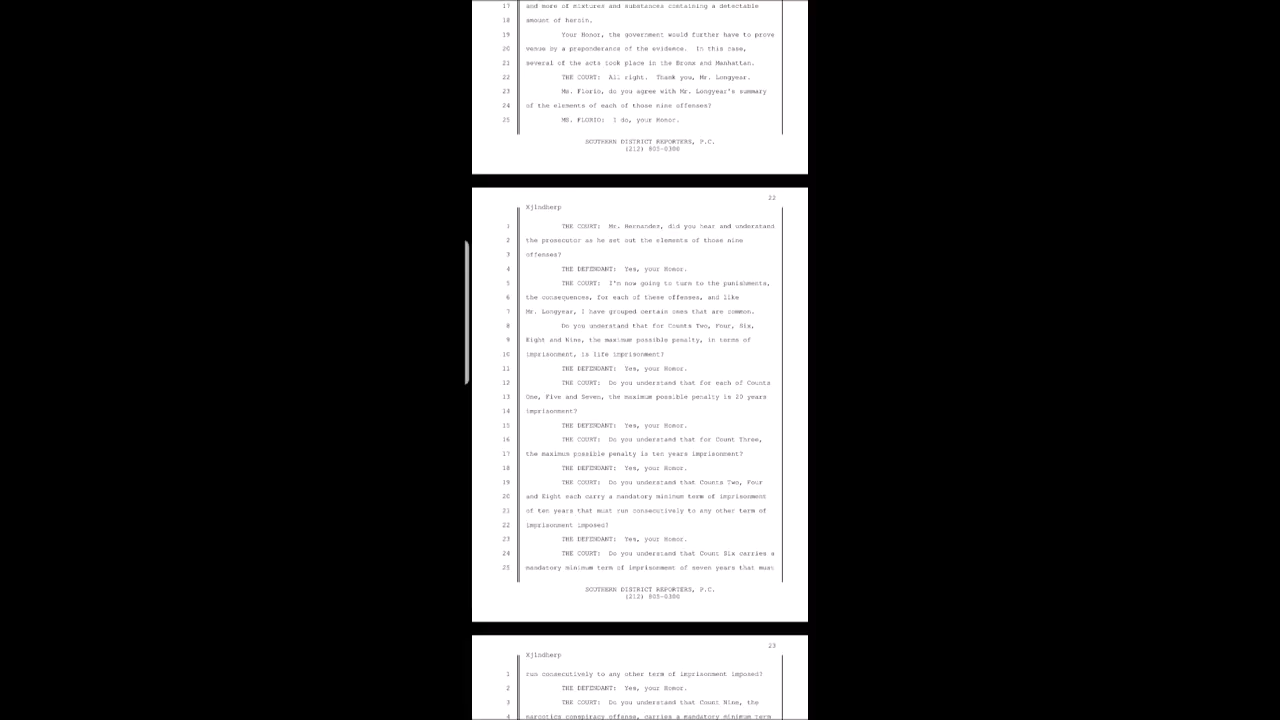 17 and more of mixtures and substances containing a detectable
18 amount of heroin.
19 Your Honor, the government would further have to prove
20 venue by a preponderance of the evidence. In this case,
21 several of the acts took place in the Bronx and Manhattan.
22 THE COURT: All right. Thank you, Mr. Longyear.
23 Ms. Florio, do you agree with Mr. Longyear's summary
24 of the elements of each of those nine offenses?
25 MS. FLORIO: I do, your Honor.
SOUTHERN DISTRICT REPORTERS, P.C.
(212) 805-0300
22
Kj1ndherp
1 THE COURT: Mr. Hernandez, did you hear and understand
2 the prosecutor as he set out the elements of those nine
3 offenses?
4 THE DEFENDANT: Yes, your Honor.
5 THE COURT: I'm now going to turn to the punishments,
6 the consequences, for each of these offenses, and like
7 Mr. Longyear, I have grouped certain ones that are common.
8 Do you understand that for Counts Two, Four, Six,
9 Eight and Nine, the maximum possible penalty, in terms of
10 imprisonment, is life imprisonment?
11 THE DEFENDANT: Yes, your Honor.
12 THE COURT: Do you understand that for each of Counts
13 One, Five and Seven, the maximum possible penalty is 20 years
14 imprisonment?
15 THE DEFENDANT: Yes, your Honor.
16 THE COURT: Do you understand that for Count Three,
17 the maximum possible penalty is ten years imprisonment?
18 THE DEFENDANT: Yes, your Honor.
19 THE COURT: Do you understand that Counts Two, Four
20 and Eight each carry a mandatory minimum term of imprisonment
21 of ten years that must run consecutively to any other term of
22 imprisonment imposed?
23 THE DEFENDANT: Yes, your Honor.
24 THE COURT: Do you understand that Count Six carries a
25 mandatory minimum term of imprisonment of seven years that must
SOUTHERN DISTRICT REPORTERS, P.C.
(212) 805-0300
23
Kj1ndherp
1 run consecutively to any other term of imprisonment imposed?
2 THE DEFENDANT: Yes, your Honor.
3 THE COURT: Do you understand that Count Nine, the
4 narcotics conspiracy offense, carries a mandatory minimum term